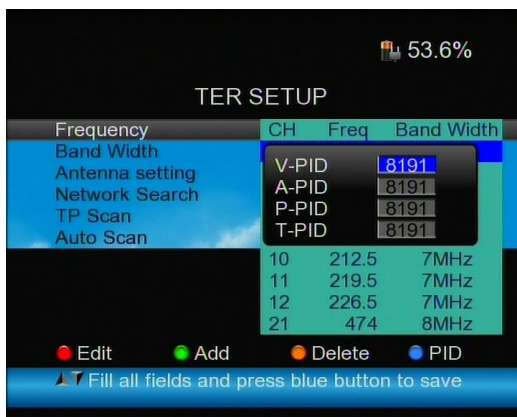 53.6%
TER SETUP
Frequency CH Freq Band Width
Band Width
Antenna setting
Network Search
TP Scan
Auto Scan
V-PID 8191
A-PID 8191
P-PID 8191
T-PID 8191
10 212.5 7MHz
11 219.5 7MHz
12 226.5 7MHz
21 474 8MHz
Edit Add Delete PID
Fill all fields and press blue button to save